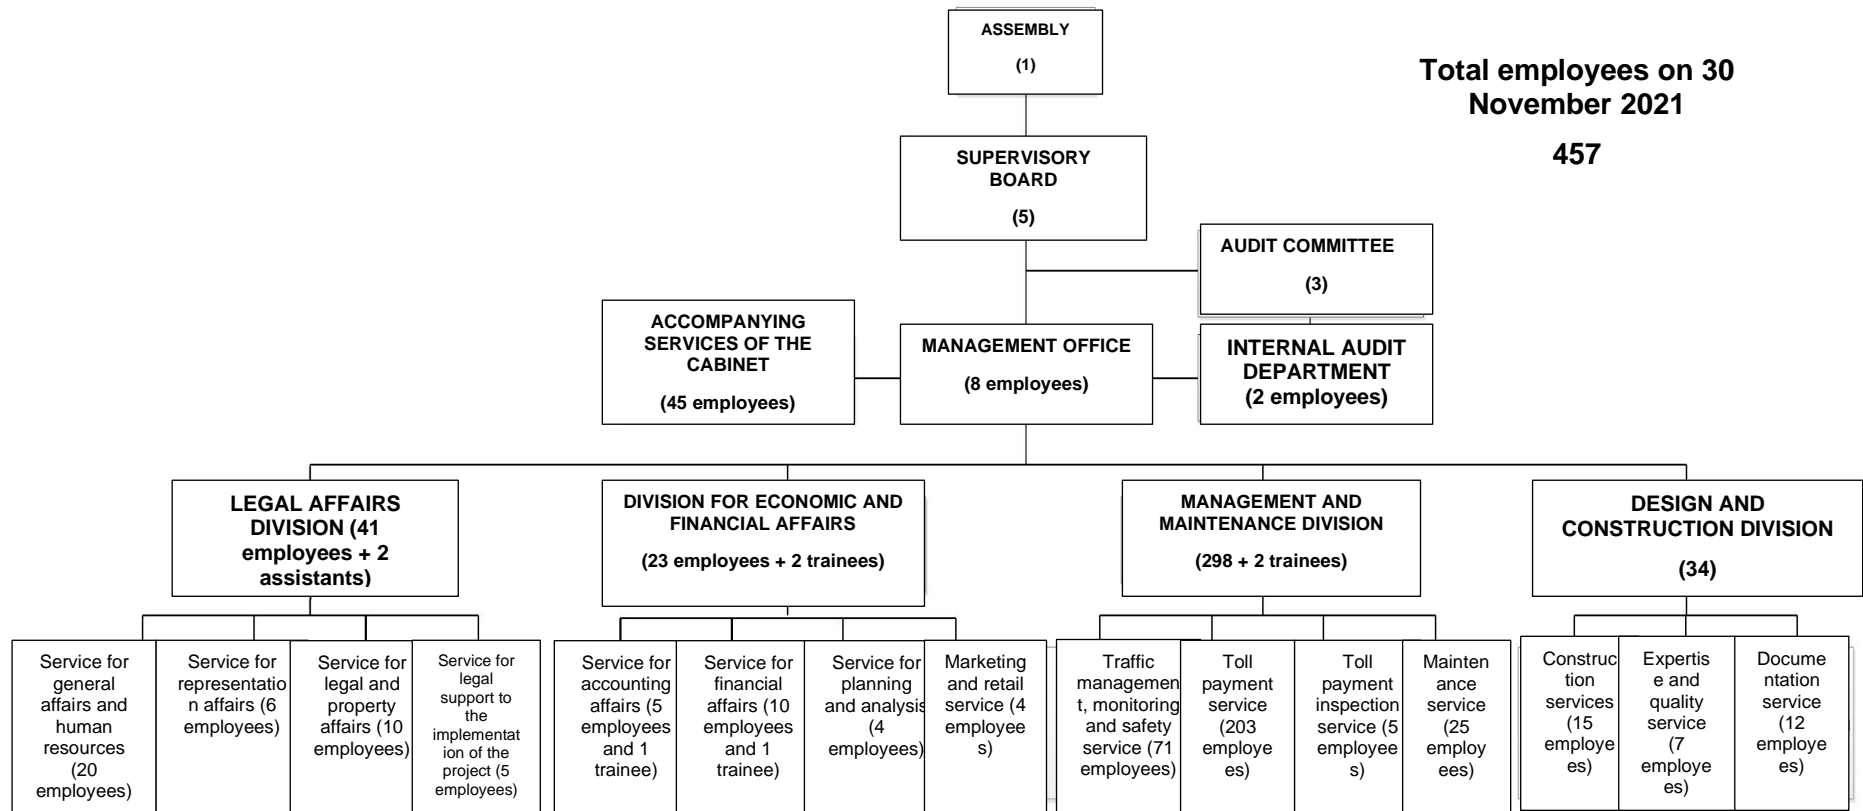 ASSEMBLY
(1)
Total employees on 30
November 2021
457
SUPERVISORY
BOARD
(5)
AUDIT COMMITTEE
(3)
ACCOMPANYING
SERVICES OF THE
CABINET
(45 employees)
MANAGEMENT OFFICE
(8 employees)
INTERNAL AUDIT
DEPARTMENT
(2 employees)
LEGAL AFFAIRS
DIVISION (41
employees + 2
assistants)
DIVISION FOR ECONOMIC AND
FINANCIAL AFFAIRS
(23 employees + 2 trainees)
MANAGEMENT AND
MAINTENANCE DIVISION
(298 + 2 trainees)
DESIGN AND
CONSTRUCTION DIVISION
(34)
Service for
general
affairs and
human
resources
(20
employees)
Service for
representatio
n affairs (6
employees)
Service for
legal and
property
affairs (10
employees)
Service for
legal
support to
the
implementat
ion of the
project (5
employees)
Service for
accounting
affairs (5
employees
and 1
trainee)
Service for
financial
affairs (10
employees
and 1
trainee)
Service for
planning
and analysis
(4
employees)
Marketing
and retail
service (4
employee
s)
Traffic
managemen
t, monitoring
and safety
service (71
employees)
Toll
payment
service
(203
employe
es)
Toll
payment
inspection
service (5
employee
s)
Mainten
ance
service
(25
employ
ees)
Construc
tion
services
(15
employe
es)
Expertis
e and
quality
service
(7
employe
es)
Docume
ntation
service
(12
employe
es)